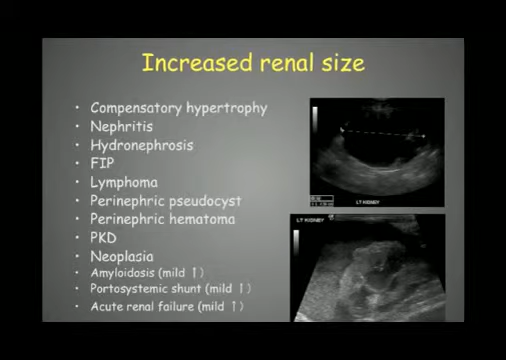 Increased renal size
• Compensatory hypertrophy
• Nephritis
• Hydronephrosis
• FIP
• Lymphoma
• Perinephric pseudocyst
• Perinephric hematoma
• PKD
• Neoplasia
• Amyloidosis (mild ↑)
• Portosystemic shunt (mild ↑)
• Acute renal failure (mild ↑)
LT KIDNEY
LT KIDNEY